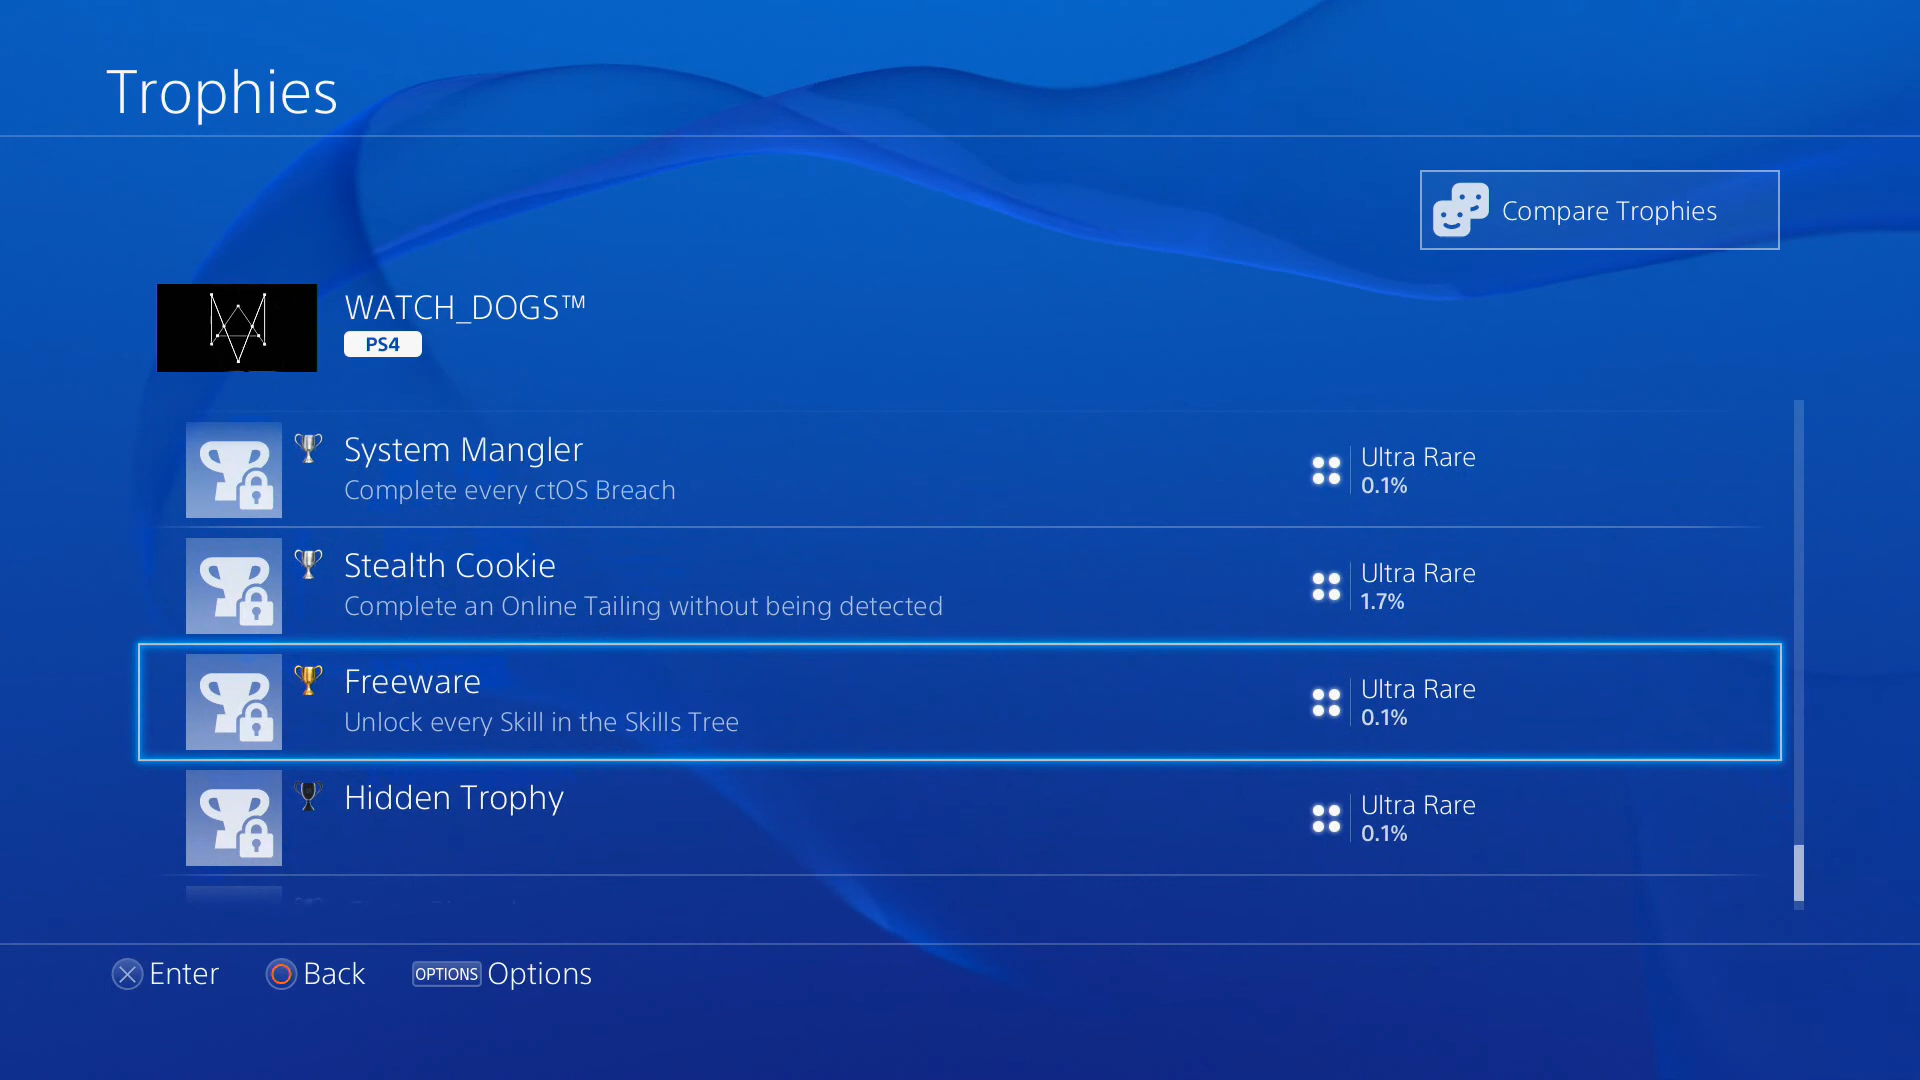 Trophies
Compare Trophies
WATCH_DOGS™
PS4
System Mangler
Complete every ctOS Breach
Ultra Rare
0.1%
Stealth Cookie
Complete an Online Tailing without being detected
Ultra Rare
1.7%
Freeware
Unlock every Skill in the Skills Tree
Ultra Rare
0.1%
Hidden Trophy
Ultra Rare
0.1%
Enter
Back
OPTIONS Options